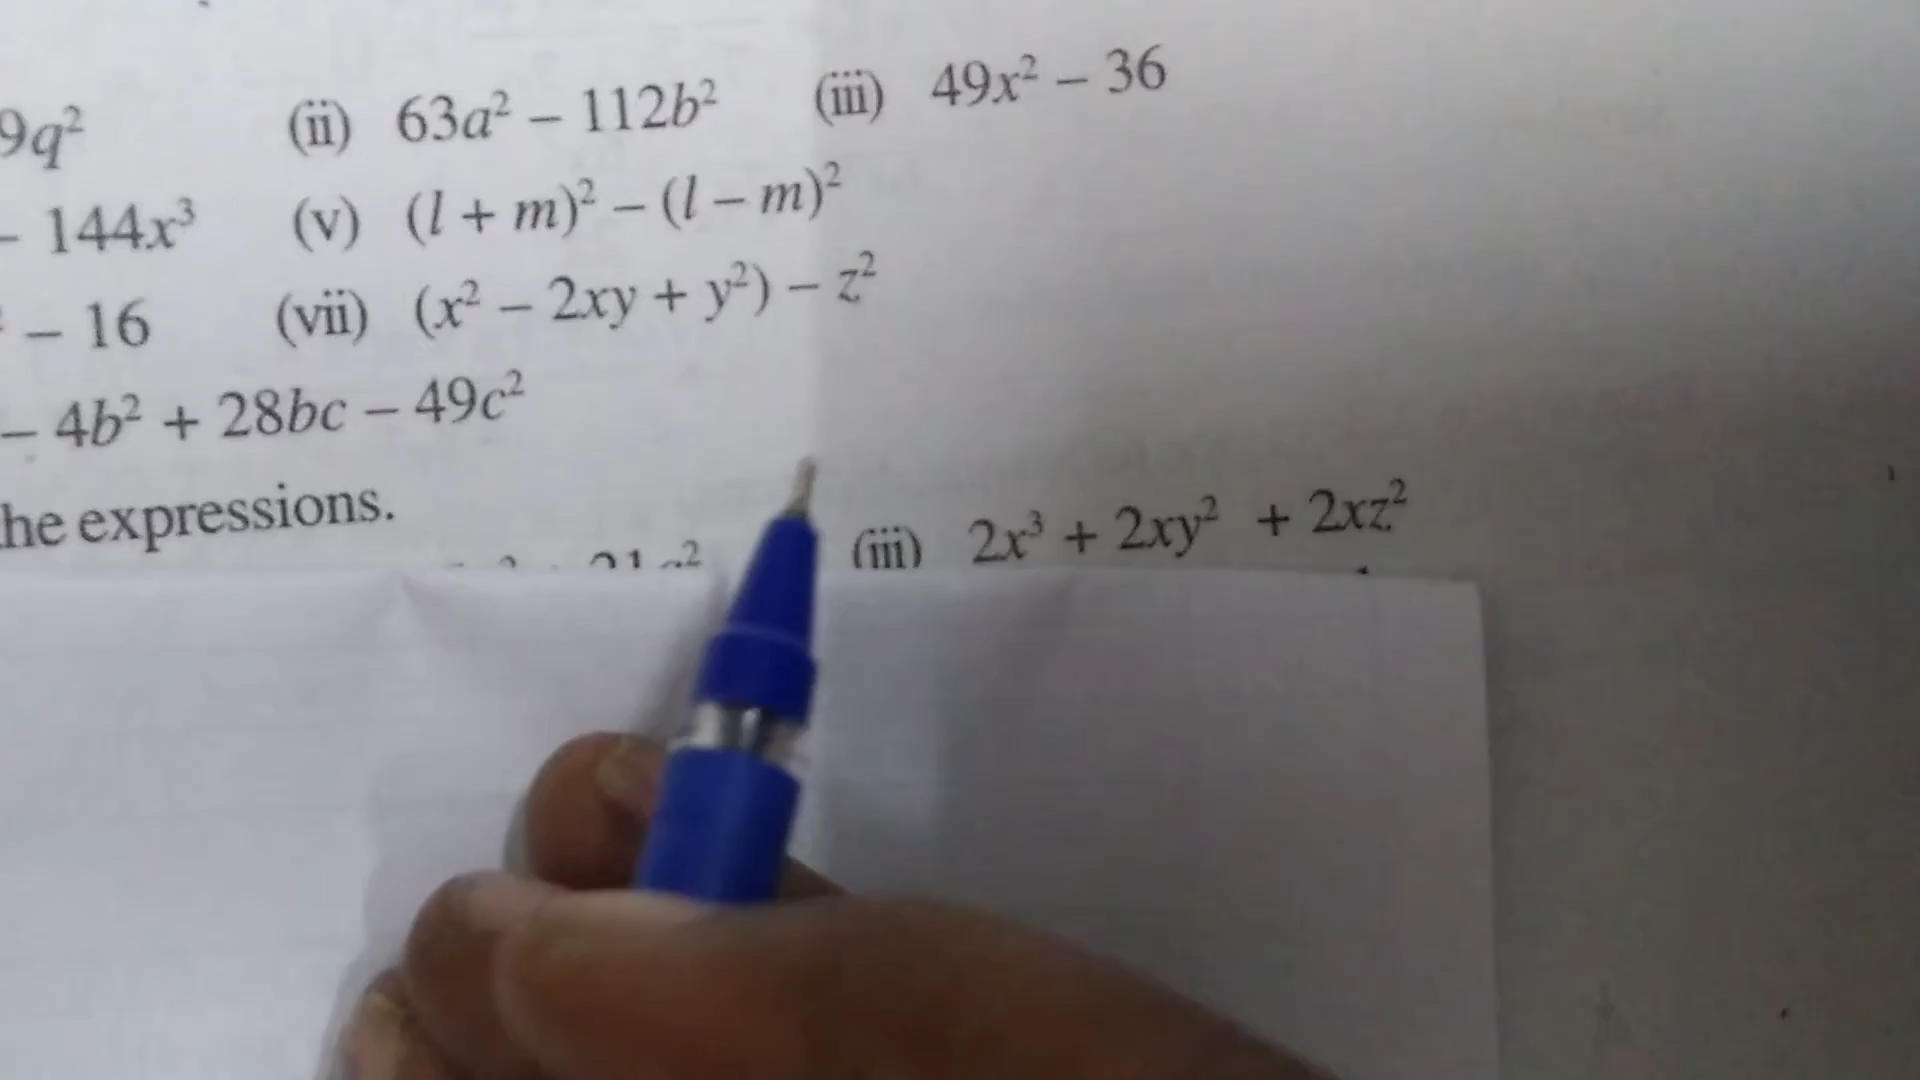 9q² (ii) 63a² – 112b² (iii) 49x² – 36
– 144x³ (v) (l + m)² – (l – m)²
– 16 (vii) (x² – 2xy + y²) – z²
– 4b² + 28bc – 49c²
he expressions.
(iii) 2x³ + 2xy² + 2xz²